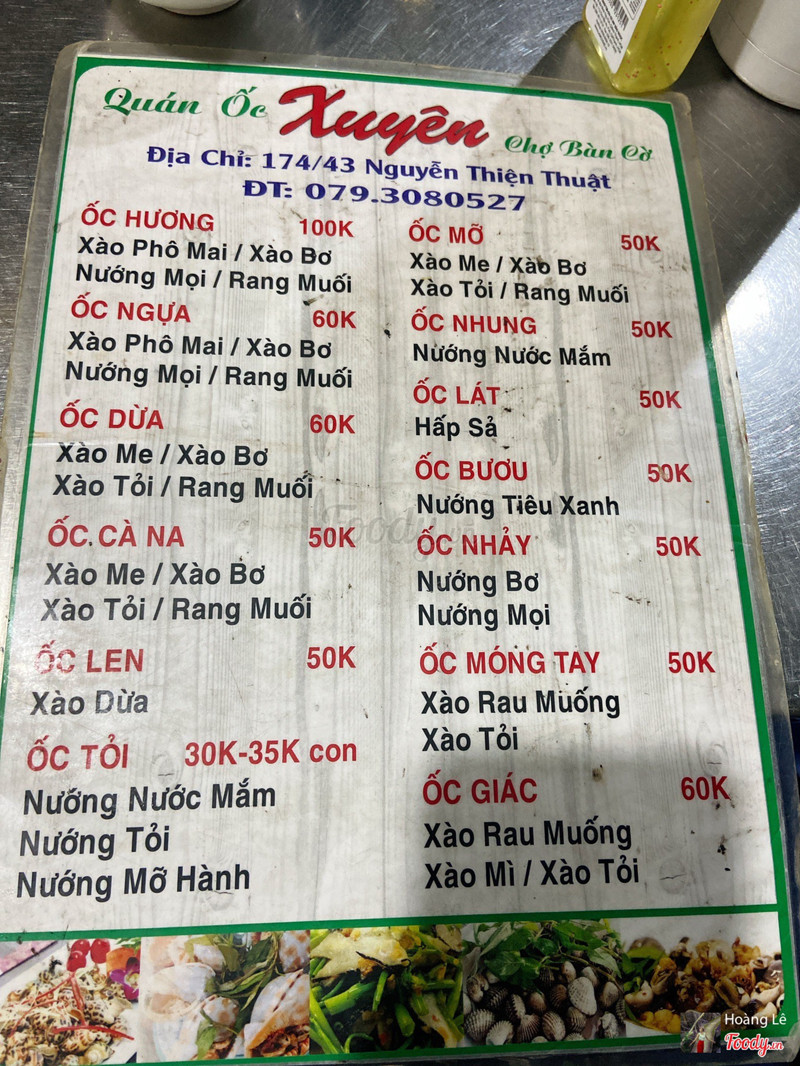 Quán Ốc Xuyên Chợ Bàn Cờ
Địa Chỉ: 174/43 Nguyễn Thiện Thuật
ĐT: 079.3080527
ỐC HƯƠNG 100K
Xào Phô Mai / Xào Bơ
Nướng Mọi / Rang Muối
ỐC NGỰA 60K
Xào Phô Mai / Xào Bơ
Nướng Mọi / Rang Muối
ỐC DỪA 60K
Xào Me / Xào Bơ
Xào Tỏi / Rang Muối
ỐC CÀ NA 50K
Xào Me / Xào Bơ
Xào Tỏi / Rang Muối
ỐC LEN 50K
Xào Dừa
ỐC TỎI 30K-35K con
Nướng Nước Mắm
Nướng Tỏi
Nướng Mỡ Hành
ỐC MỠ 50K
Xào Me / Xào Bơ
Xào Tỏi / Rang Muối
ỐC NHUNG 50K
Nướng Nước Mắm
ỐC LÁT 50K
Hấp Sả
ỐC BƯƠU 50K
Nướng Tiêu Xanh
ỐC NHẢY 50K
Nướng Bơ
Nướng Mọi
ỐC MÓNG TAY 50K
Xào Rau Muống
Xào Tỏi
ỐC GIÁC 60K
Xào Rau Muống
Xào Mì / Xào Tỏi
Foody.vn
Hoàng Lê
Foody.vn